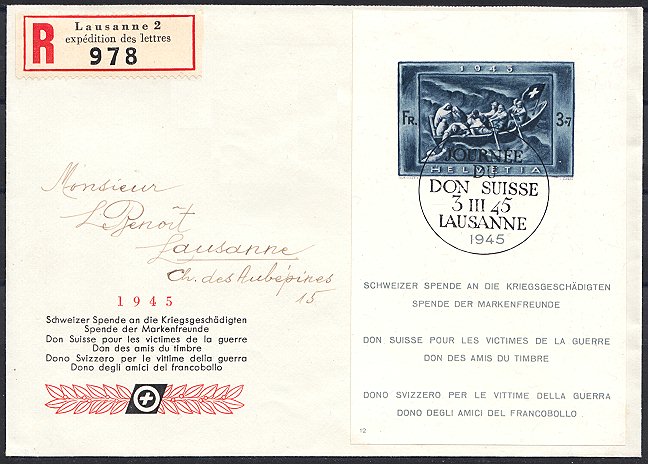 R
Lausanne 2
expédition des lettres
978
Monsieur
L. Benoît
Lausanne
Ch. des Aubépines
15
1945
Schweizer Spende an die Kriegsgeschädigten
Spende der Markenfreunde
Don Suisse pour les victimes de la guerre
Don des amis du timbre
Dono Svizzero per le vittime della guerra
Dono degli amici del francobollo
1945
FR. 3+7
HELVETIA
JOURNÉE
DU
DON SUISSE
3 III 45
LAUSANNE
1945
SCHWEIZER SPENDE AN DIE KRIEGSGESCHÄDIGTEN
SPENDE DER MARKENFREUNDE
DON SUISSE POUR LES VICTIMES DE LA GUERRE
DON DES AMIS DU TIMBRE
DONO SVIZZERO PER LE VITTIME DELLA GUERRA
DONO DEGLI AMICI DEL FRANCOBOLLO
12